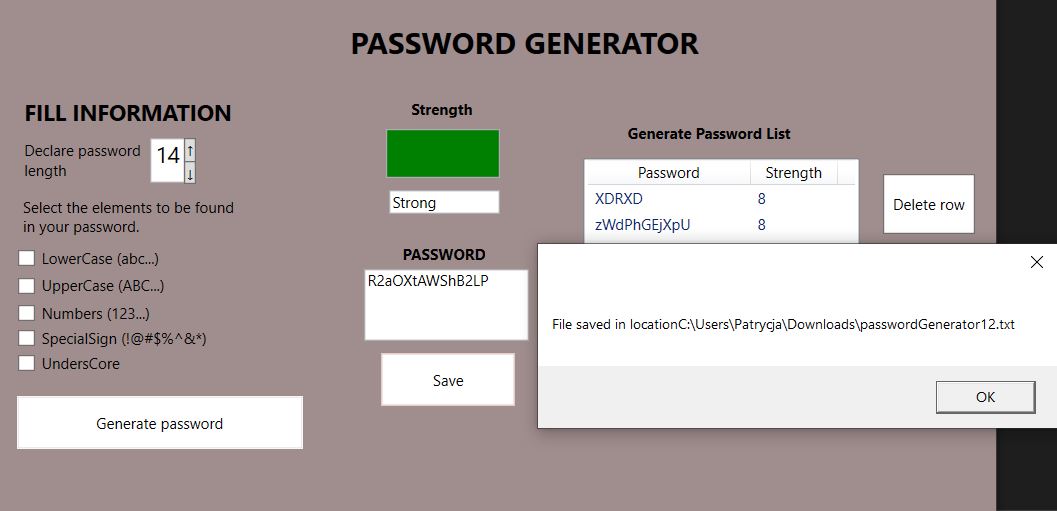 PASSWORD GENERATOR
FILL INFORMATION
Declare password
length
14
↑
↓
Select the elements to be found
in your password.
LowerCase (abc...)
UpperCase (ABC...)
Numbers (123...)
SpecialSign (!@#$%^&*)
UndersCore
Generate password
Strength
Strong
PASSWORD
R2aOXtAWShB2LP
Save
Generate Password List
Password Strength
XDRXD 8
zWdPhGEjXpU 8
Delete row
File saved in locationC:\Users\Patrycja\Downloads\passwordGenerator12.txt
OK